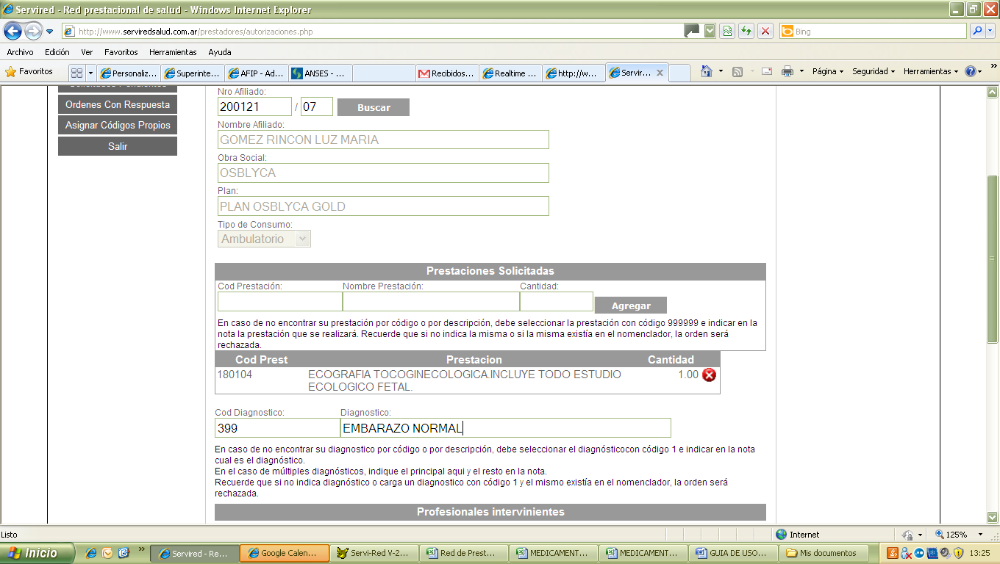 Servired - Red prestacional de salud - Windows Internet Explorer
http://www.serviredsalud.com.ar/prestadores/autorizaciones.php
Bing
Archivo Edición Ver Favoritos Herramientas Ayuda
Favoritos
Personaliz...
Superinte...
AFIP - Ad...
ANSES - ...
Recibidos...
Realtime ...
http://w...
Servir...
Página
Seguridad
Herramientas
Ordenes Con Respuesta
Asignar Códigos Propios
Salir
Nro Afiliado:
200121 / 07 Buscar
Nombre Afiliado:
GOMEZ RINCON LUZ MARIA
Obra Social:
OSBLYCA
Plan:
PLAN OSBLYCA GOLD
Tipo de Consumo:
Ambulatorio
Prestaciones Solicitadas
Cod Prestación: Nombre Prestación: Cantidad:
Agregar
En caso de no encontrar su prestación por código o por descripción, debe seleccionar la prestación con código 999999 e indicar en la
nota la prestación que se realizará. Recuerde que si no indica la misma o si la misma existía en el nomenclador, la orden será
rechazada.
Cod Prest Prestacion Cantidad
180104 ECOGRAFIA TOCOGINECOLOGICA.INCLUYE TODO ESTUDIO 1.00
ECOLOGICO FETAL.
Cod Diagnostico: Diagnostico:
399 EMBARAZO NORMAL
En caso de no encontrar su diagnostico por código o por descripción, debe seleccionar el diagnósticocon código 1 e indicar en la nota
cual es el diagnóstico.
En el caso de múltiples diagnósticos, indique el principal aqui y el resto en la nota.
Recuerde que si no indica diagnóstico o carga un diagnostico con código 1 y el mismo existía en el nomenclador, la orden será
rechazada.
Profesionales intervinientes
Listo
Internet
125%
Inicio
Servired - Re...
Google Calen...
Servi-Red V-2...
Red de Prest...
MEDICAMENT...
MEDICAMENT...
GUIA DE USO...
Mis documentos
13:25